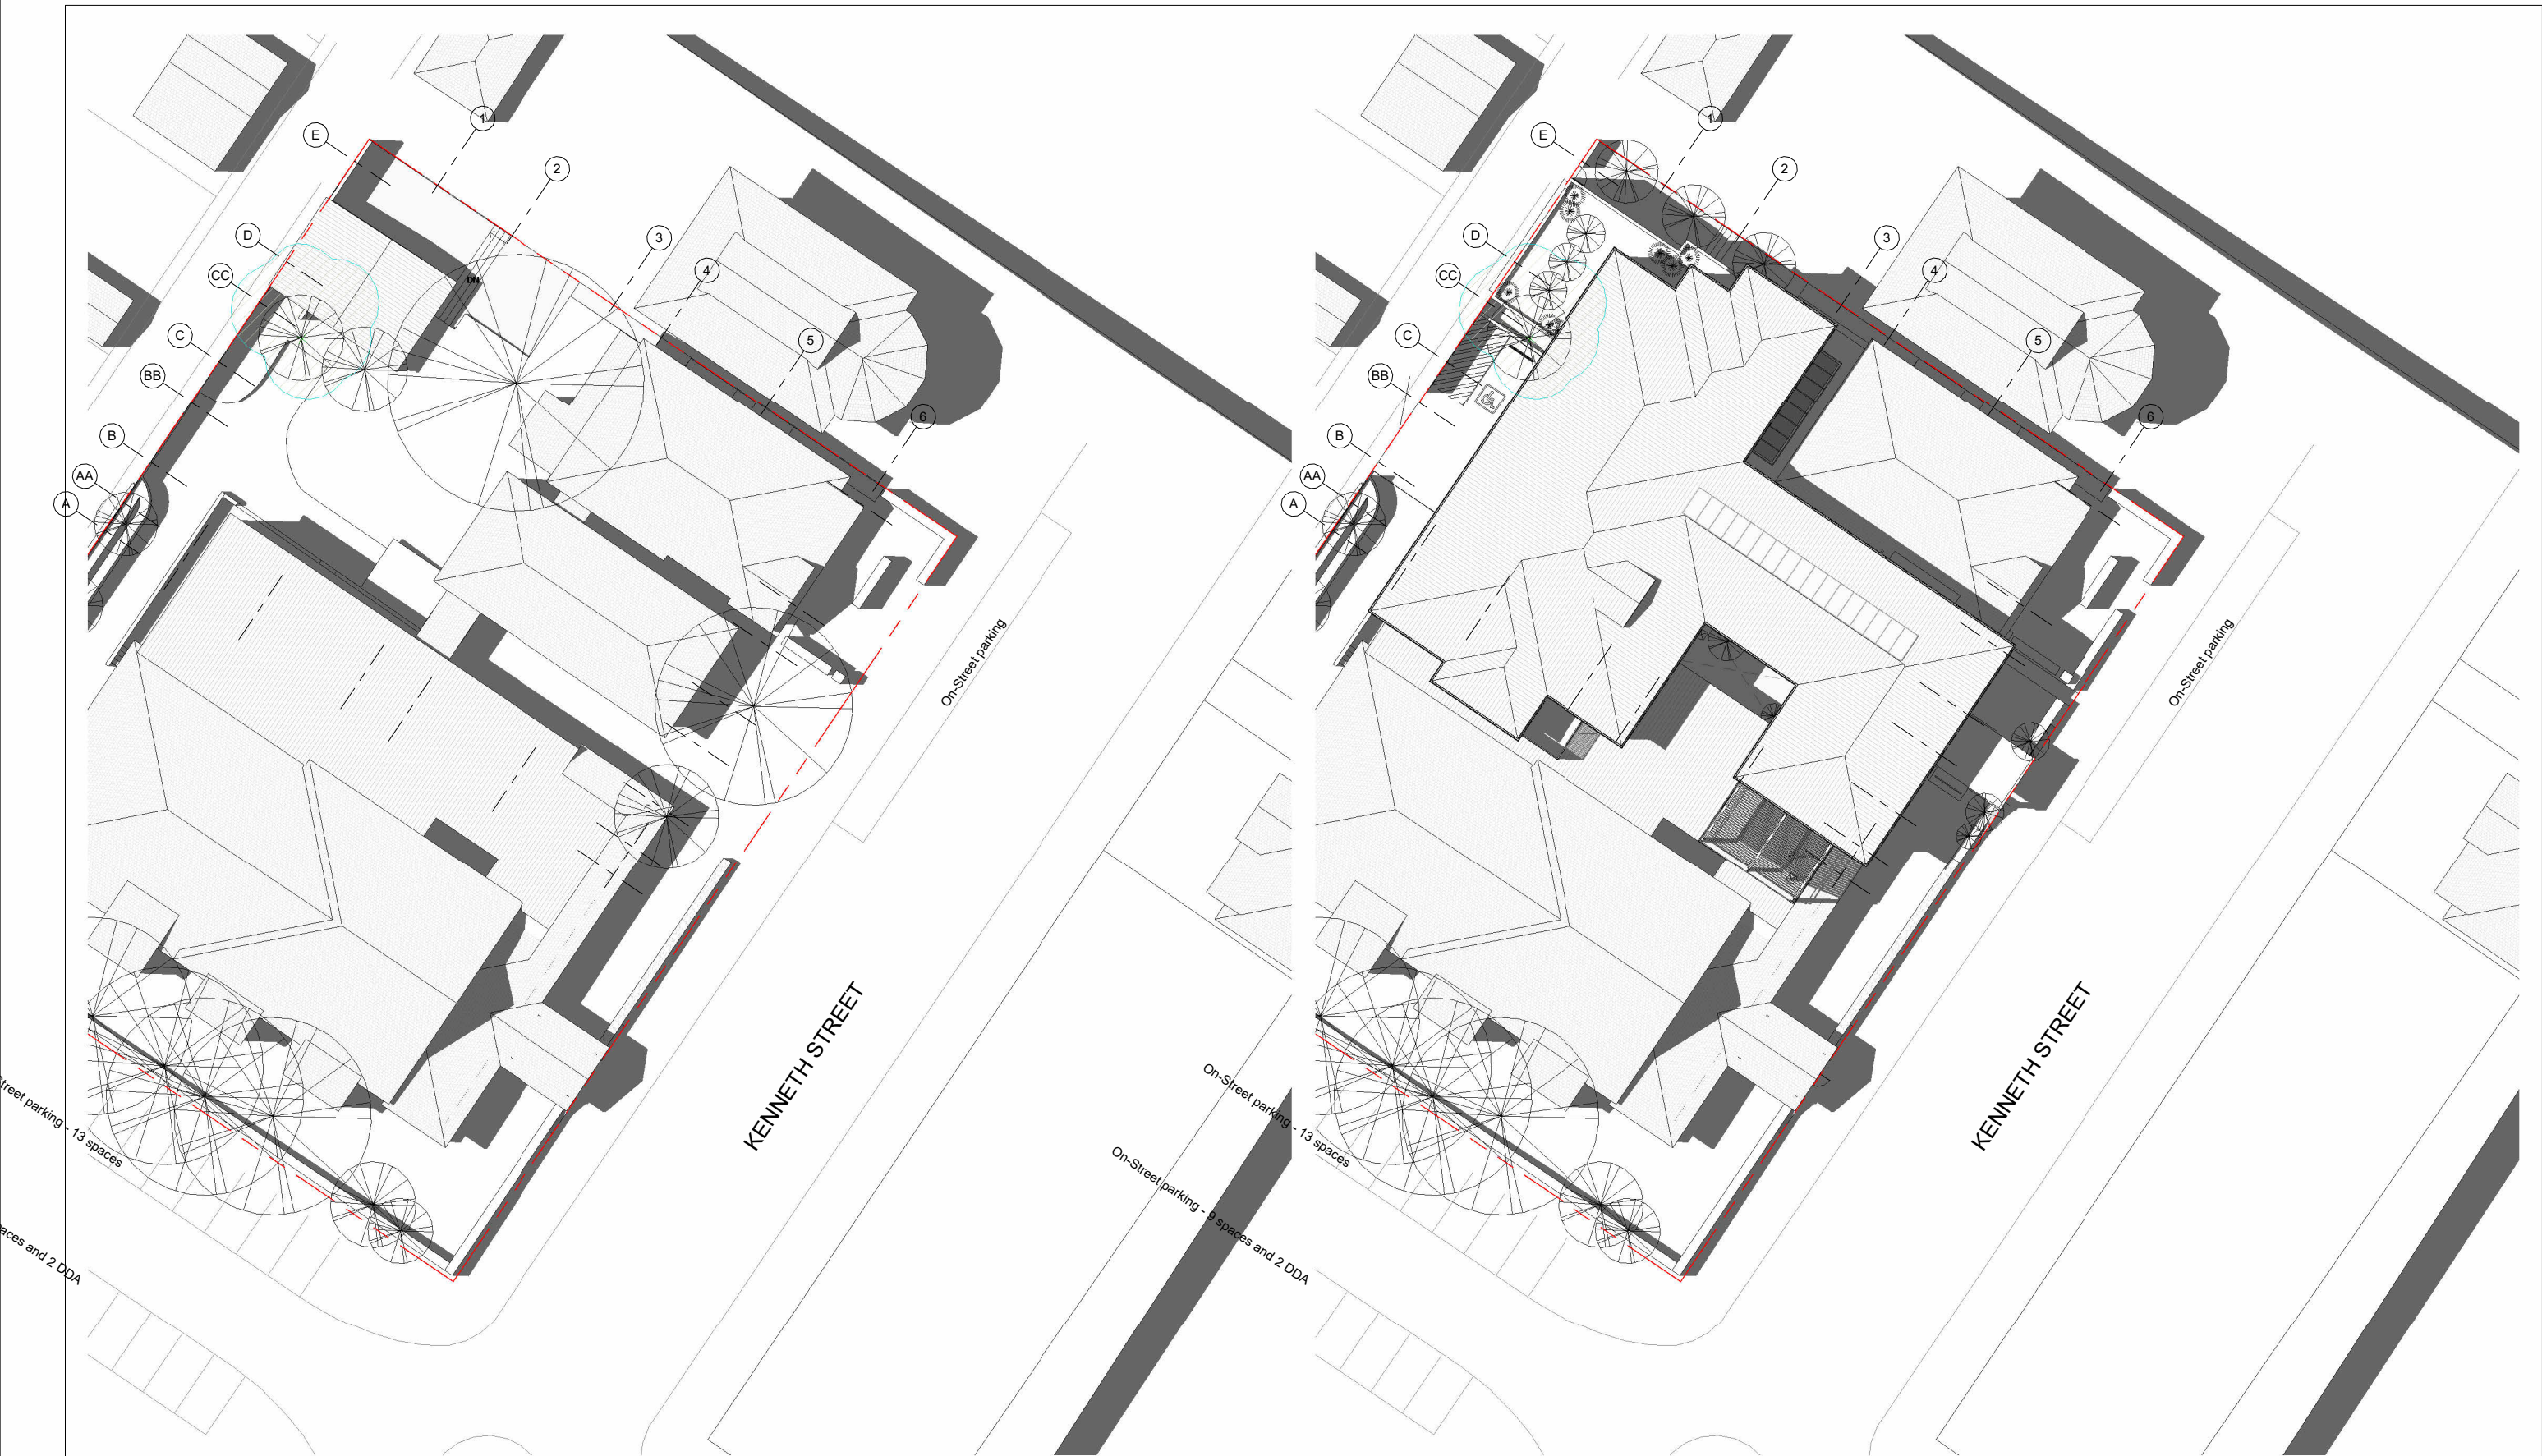 1
E
2
D
3
CC
4
C
5
BB
6
B
AA
A
DN
On-Street parking
KENNETH STREET
treet parking - 13 spaces
aces and 2 DDA
1
E
2
D
3
CC
4
C
5
BB
6
B
AA
A
On-Street parking
KENNETH STREET
On-Street parking - 13 spaces
On-Street parking - 9 spaces and 2 DDA